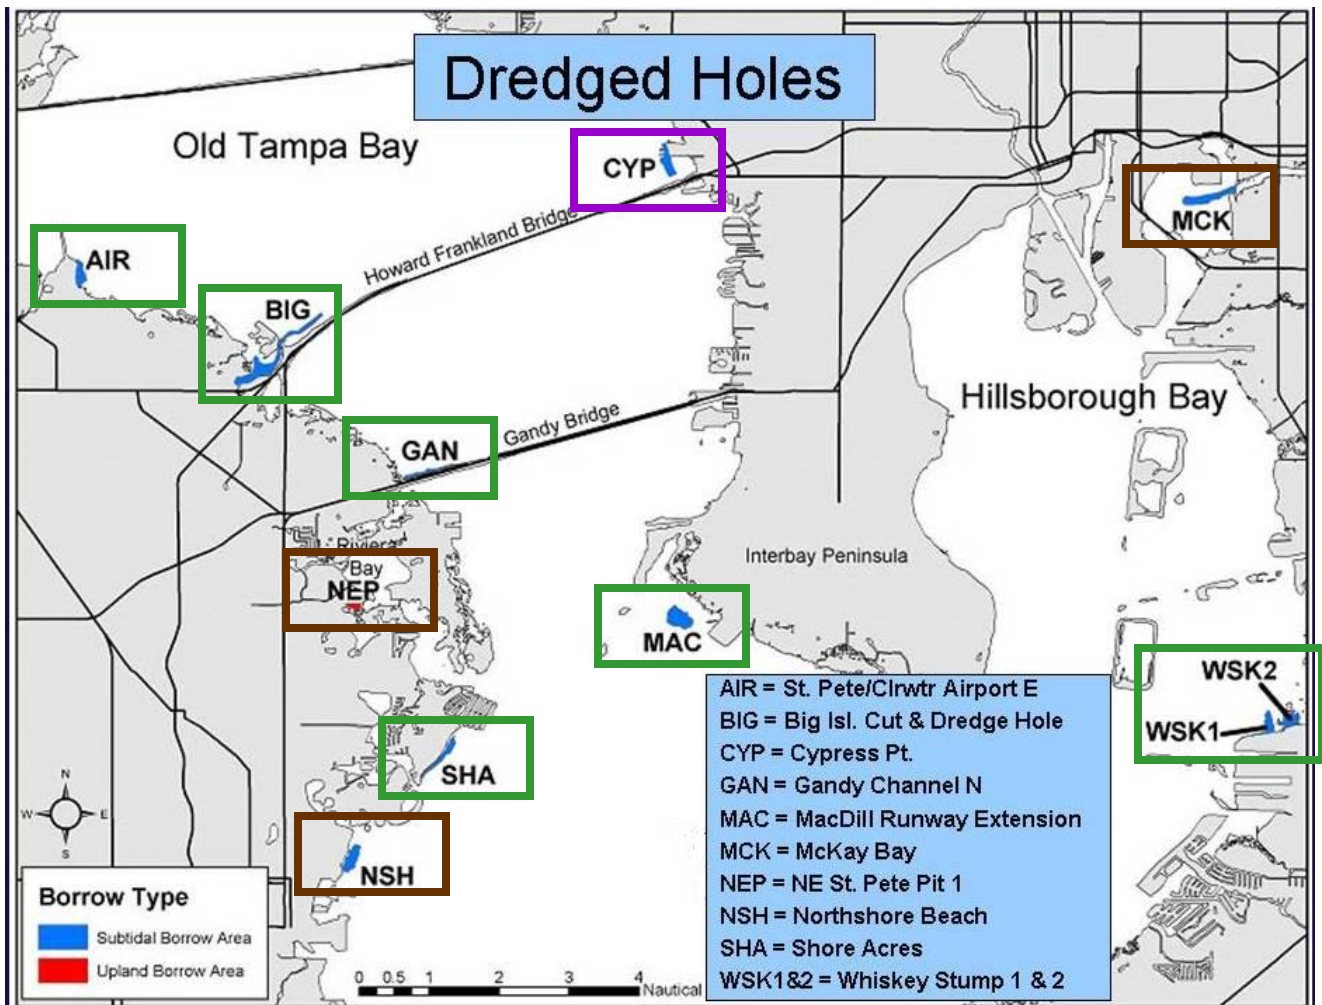 Dredged Holes
Old Tampa Bay
CYP
MCK
Howard Frankland Bridge
AIR
BIG
Hillsborough Bay
Gandy Bridge
GAN
Riviera
Bay
NEP
Interbay Peninsula
MAC
WSK2
WSK1
SHA
NSH
AIR = St. Pete/Clrwtr Airport E
BIG = Big Isl. Cut & Dredge Hole
CYP = Cypress Pt.
GAN = Gandy Channel N
MAC = MacDill Runway Extension
MCK = McKay Bay
NEP = NE St. Pete Pit 1
NSH = Northshore Beach
SHA = Shore Acres
WSK1&2 = Whiskey Stump 1 & 2
N
W E
S
Borrow Type
Subtidal Borrow Area
Upland Borrow Area
0 0.5 1 2 3 4
Nautical